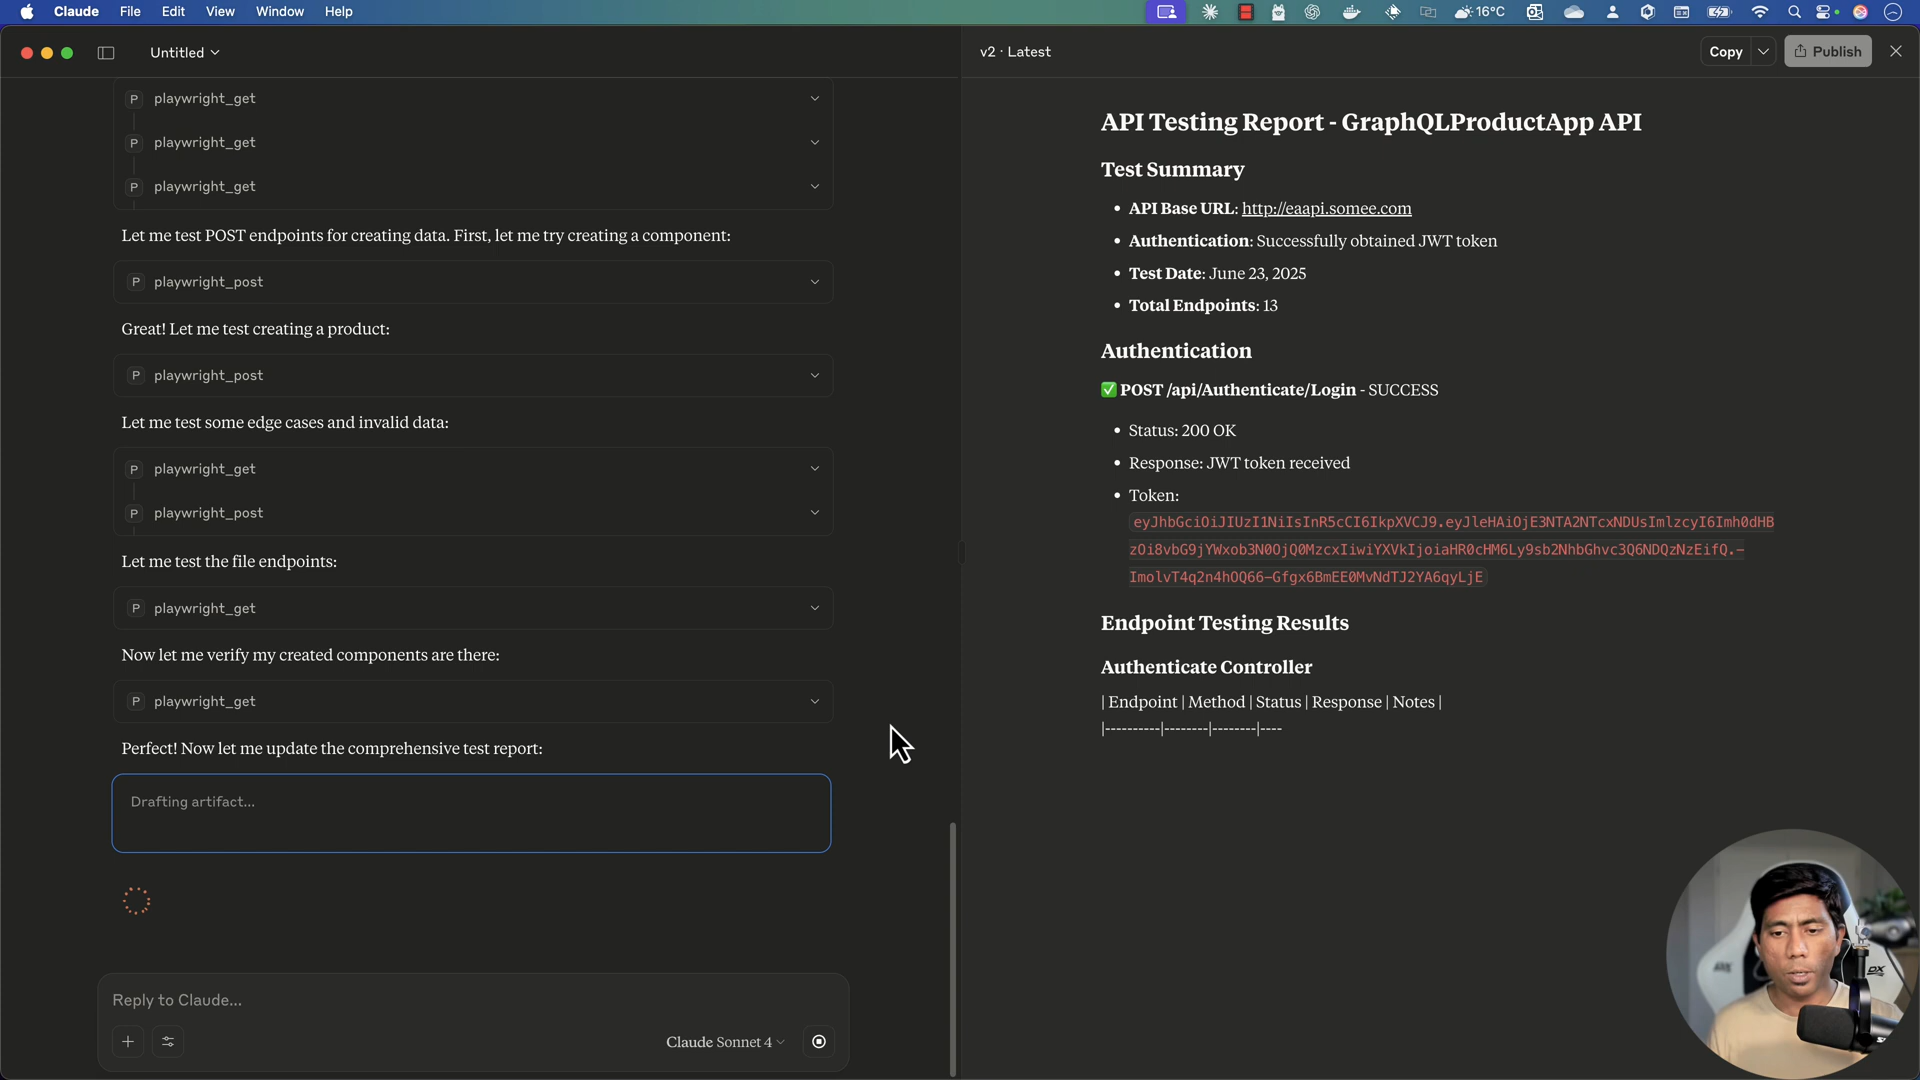 Claude File Edit View Window Help
16°C
Untitled
playwright_get
playwright_get
playwright_get
Let me test POST endpoints for creating data. First, let me try creating a component:
playwright_post
Great! Let me test creating a product:
playwright_post
Let me test some edge cases and invalid data:
playwright_get
playwright_post
Let me test the file endpoints:
playwright_get
Now let me verify my created components are there:
playwright_get
Perfect! Now let me update the comprehensive test report:
Drafting artifact...
Reply to Claude...
Claude Sonnet 4
v2 · Latest
Copy
Publish
API Testing Report - GraphQLProductApp API
Test Summary
• API Base URL: http://eaapi.somee.com
• Authentication: Successfully obtained JWT token
• Test Date: June 23, 2025
• Total Endpoints: 13
Authentication
✅ POST /api/Authenticate/Login - SUCCESS
• Status: 200 OK
• Response: JWT token received
• Token:
eyJhbGciOiJIUzI1NiIsInR5cCI6IkpXVCJ9.eyJleHAiOjE3NTA2NTcxNDUsImlzcyI6Imh0dHB
zOi8vbG9jYWxob3N0OjQ0MzcxIiwiYXVkIjoiaHR0cHM6Ly9sb2NhbGhvc3Q6NDQzNzEifQ.-
ImolvT4q2n4hOQ66-Gfgx6BmEE0MvNdTJ2YA6qyLjE
Endpoint Testing Results
Authenticate Controller
| Endpoint | Method | Status | Response | Notes |
|----------|--------|--------|----